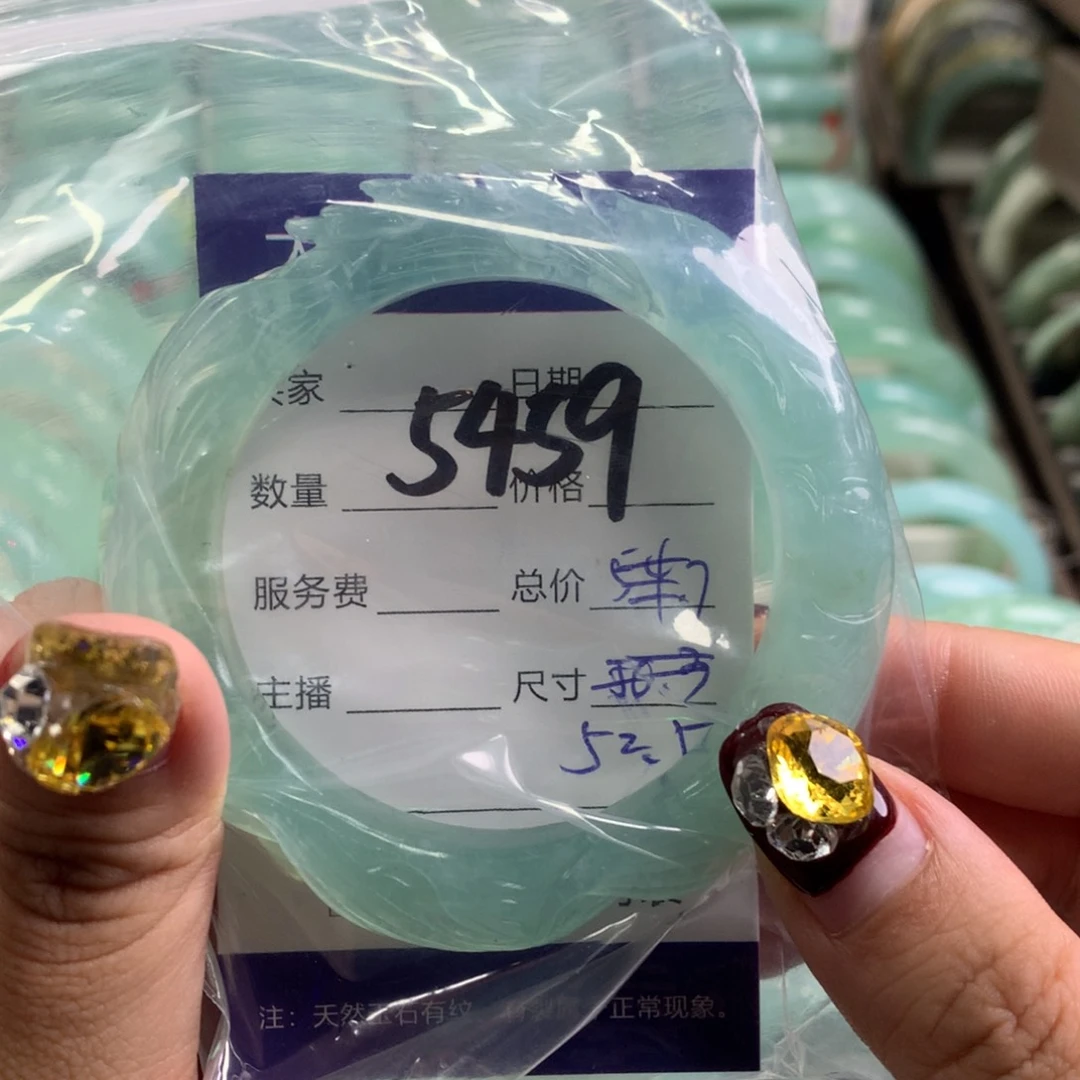 家 日期
5459
数量 价格
服务费 总价
主播 尺寸
52.5
注：天然玉石有纹 正常现象。